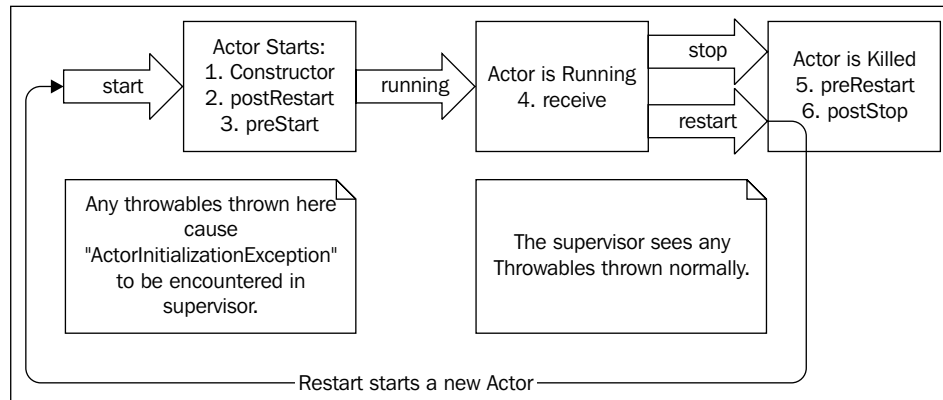 start
Actor Starts:
1. Constructor
2. postRestart
3. preStart
running
Actor is Running
4. receive
stop
restart
Actor is Killed
5. preRestart
6. postStop
Any throwables thrown here
cause
"ActorInitializationException"
to be encountered in
supervisor.
The supervisor sees any
Throwables thrown normally.
Restart starts a new Actor